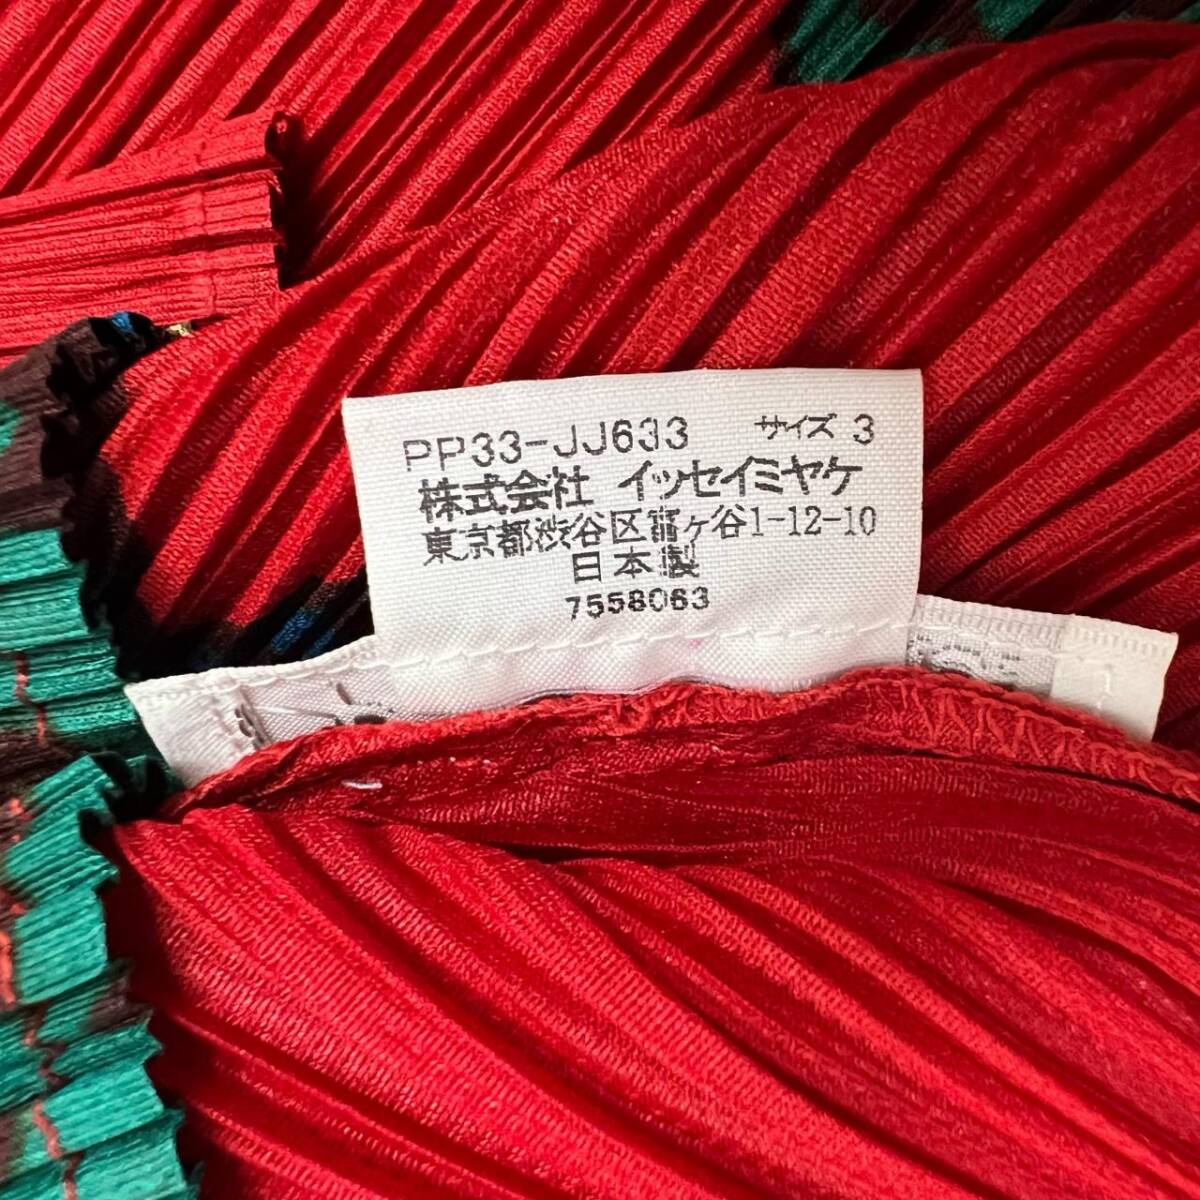 PP33-JJ633 サイズ 3
株式会社 イッセイミヤケ
東京都渋谷区富ヶ谷1-12-10
日本製
7558063